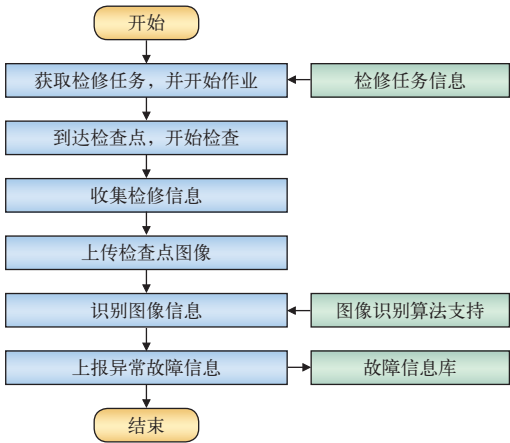 开始
获取检修任务，并开始作业
检修任务信息
到达检查点，开始检查
收集检修信息
上传检查点图像
识别图像信息
图像识别算法支持
上报异常故障信息
故障信息库
结束